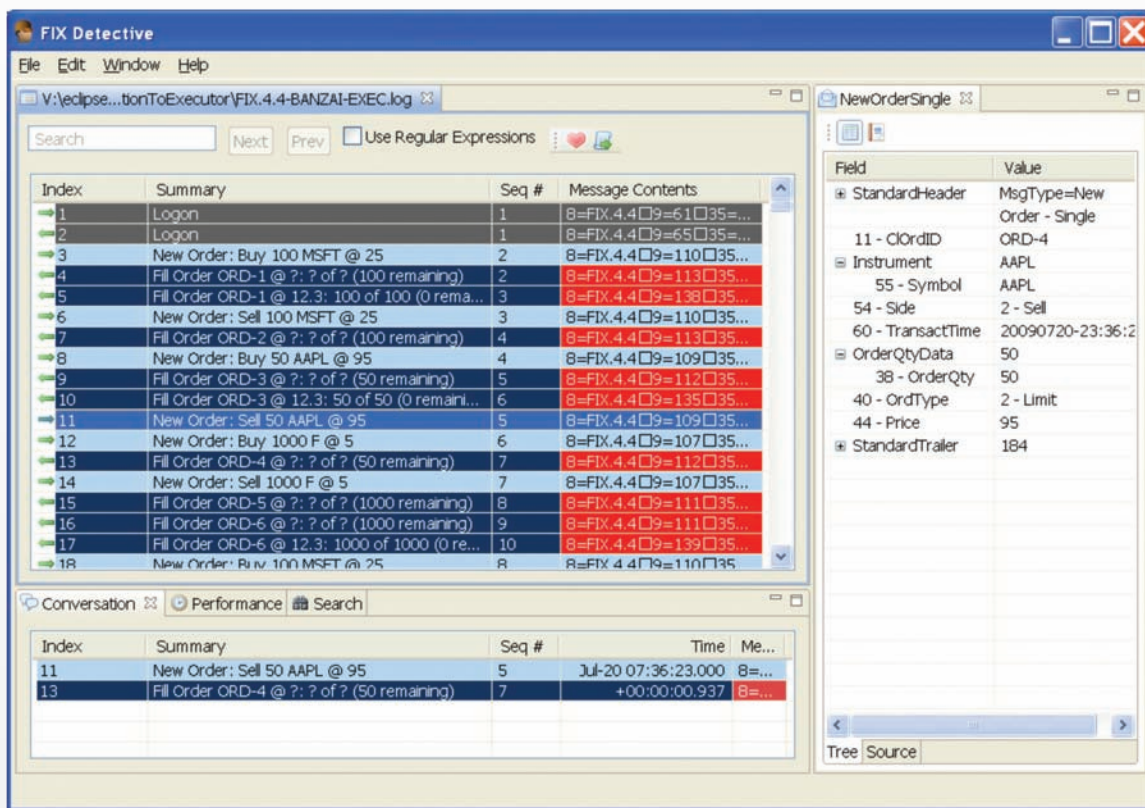 FIX Detective
File Edit Window Help
V:\eclipse...tionToExecutor\FIX.4.4-BANZAI-EXEC.log
Search Next Prev Use Regular Expressions
Index Summary Seq # Message Contents
1 Logon 1 8=FIX.4.4□9=61□35=...
2 Logon 1 8=FIX.4.4□9=65□35=...
3 New Order: Buy 100 MSFT @ 25 2 8=FIX.4.4□9=110□35...
4 Fill Order ORD-1 @ ?: ? of ? (100 remaining) 2 8=FIX.4.4□9=113□35...
5 Fill Order ORD-1 @ 12.3: 100 of 100 (0 rema... 3 8=FIX.4.4□9=138□35...
6 New Order: Sell 100 MSFT @ 25 3 8=FIX.4.4□9=110□35...
7 Fill Order ORD-2 @ ?: ? of ? (100 remaining) 4 8=FIX.4.4□9=113□35...
8 New Order: Buy 50 AAPL @ 95 4 8=FIX.4.4□9=109□35...
9 Fill Order ORD-3 @ ?: ? of ? (50 remaining) 5 8=FIX.4.4□9=112□35...
10 Fill Order ORD-3 @ 12.3: 50 of 50 (0 remaini... 6 8=FIX.4.4□9=135□35...
11 New Order: Sell 50 AAPL @ 95 5 8=FIX.4.4□9=109□35...
12 New Order: Buy 1000 F @ 5 6 8=FIX.4.4□9=107□35...
13 Fill Order ORD-4 @ ?: ? of ? (50 remaining) 7 8=FIX.4.4□9=112□35...
14 New Order: Sell 1000 F @ 5 7 8=FIX.4.4□9=107□35...
15 Fill Order ORD-5 @ ?: ? of ? (1000 remaining) 8 8=FIX.4.4□9=111□35...
16 Fill Order ORD-6 @ ?: ? of ? (1000 remaining) 9 8=FIX.4.4□9=111□35...
17 Fill Order ORD-6 @ 12.3: 1000 of 1000 (0 re... 10 8=FIX.4.4□9=139□35...
18 New Order: Buy 100 MSFT @ 25 8 8=FIX.4.4□9=110□35...
Conversation Performance Search
Index Summary Seq # Time Me...
11 New Order: Sell 50 AAPL @ 95 5 Jul-20 07:36:23.000 8=...
13 Fill Order ORD-4 @ ?: ? of ? (50 remaining) 7 +00:00:00.937 8=...
NewOrderSingle
Field Value
StandardHeader MsgType=New
Order - Single
11 - ClOrdID ORD-4
Instrument AAPL
55 - Symbol AAPL
54 - Side 2 - Sell
60 - TransactTime 20090720-23:36:2
OrderQtyData 50
38 - OrderQty 50
40 - OrdType 2 - Limit
44 - Price 95
StandardTrailer 184
Tree Source